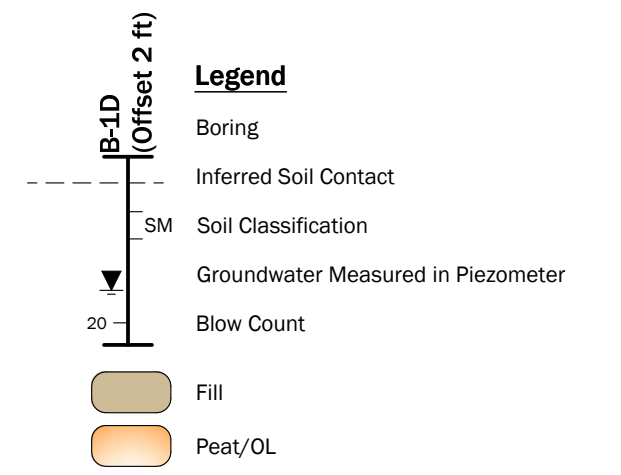 B-1D
(Offset 2 ft)
Legend
Boring
Inferred Soil Contact
SM Soil Classification
Groundwater Measured in Piezometer
20 Blow Count
Fill
Peat/OL